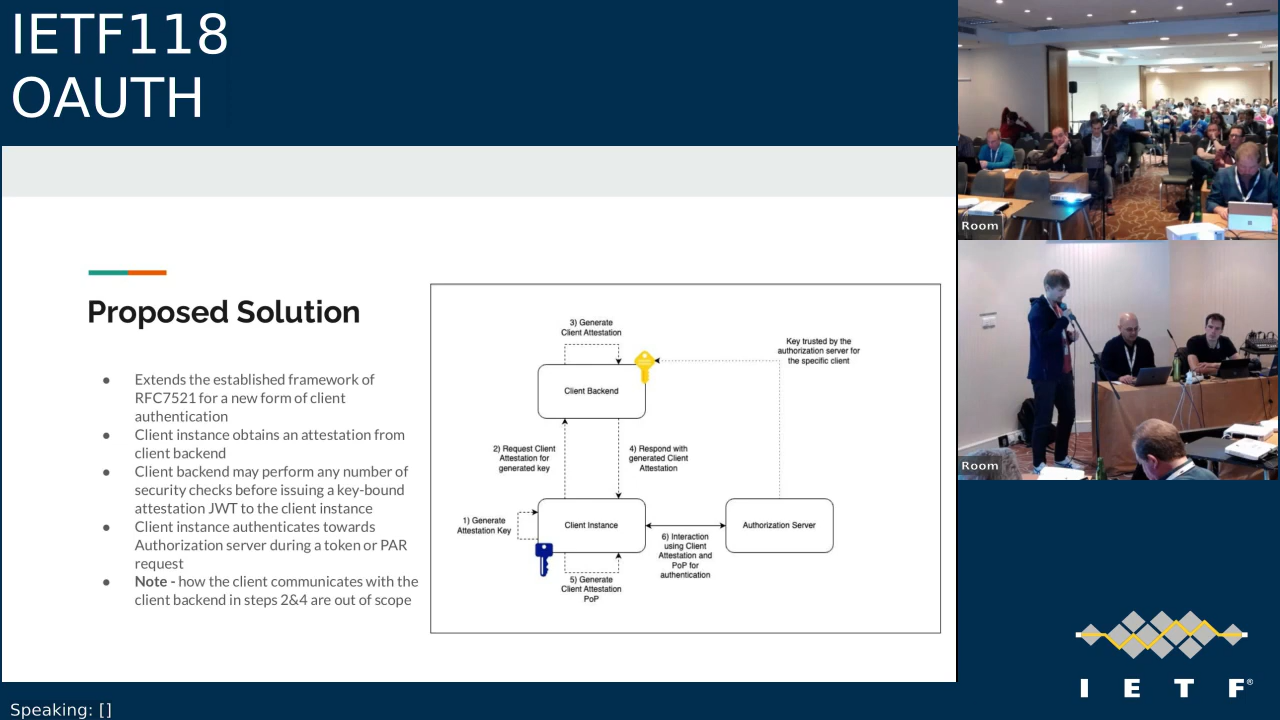 IETF118
OAUTH
Proposed Solution
● Extends the established framework of
RFC7521 for a new form of client
authentication
● Client instance obtains an attestation from
client backend
● Client backend may perform any number of
security checks before issuing a key-bound
attestation JWT to the client instance
● Client instance authenticates towards
Authorization server during a token or PAR
request
● Note - how the client communicates with the
client backend in steps 2&4 are out of scope
3) Generate
Client Attestation
Key trusted by the
authorization server for
the specific client
Client Backend
2) Request Client
Attestation for
generated key
4) Respond with
generated Client
Attestation
1) Generate
Attestation Key
Client Instance
Authorization Server
6) Interaction
using Client
Attestation and
PoP for
authentication
5) Generate
Client Attestation
PoP
Room
Room
I E T F®
Speaking: []